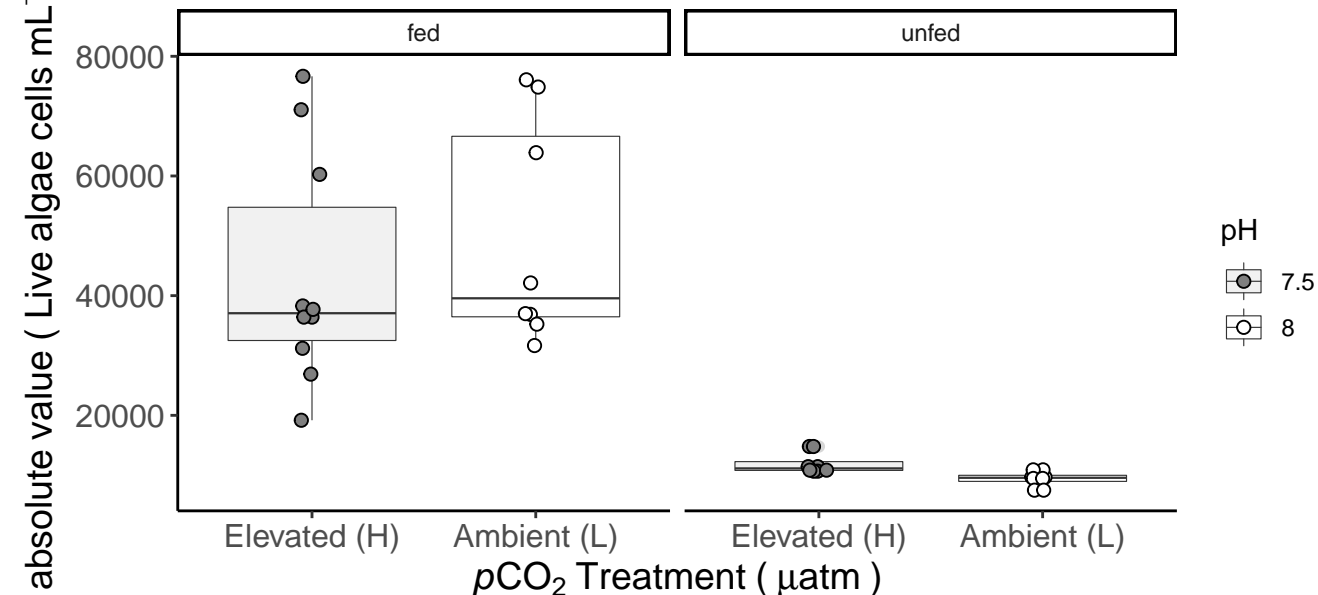 fed
unfed
absolute value ( Live algae cells mL⁻
80000
60000
40000
20000
Elevated (H)
Ambient (L)
Elevated (H)
Ambient (L)
pCO₂ Treatment ( µatm )
pH
7.5
8